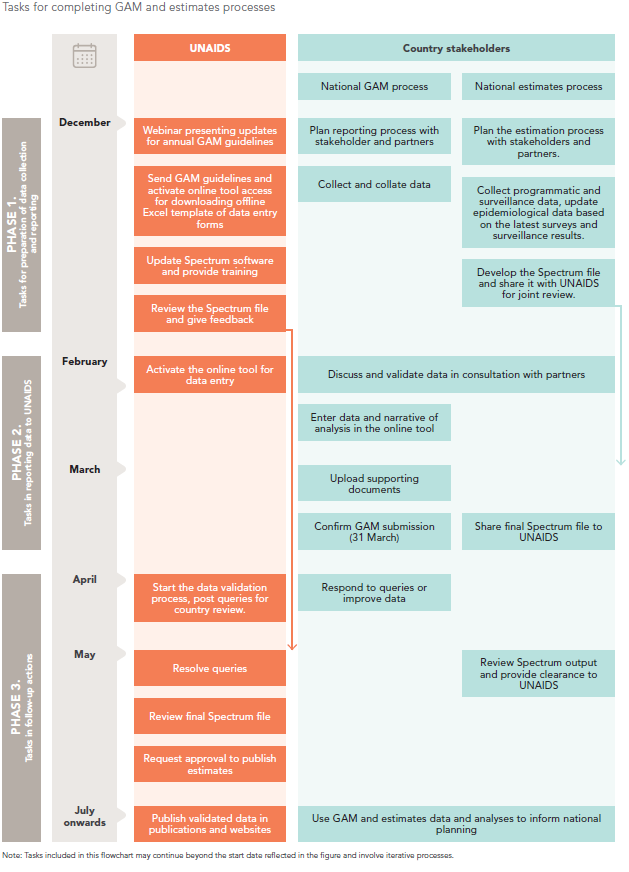 Tasks for completing GAM and estimates processes
UNAIDS
Country stakeholders
National GAM process
National estimates process
PHASE 1.
Tasks for preparation of data collection
and reporting
December
Webinar presenting updates
for annual GAM guidelines
Plan reporting process with
stakeholder and partners
Plan the estimation process
with stakeholders and
partners.
Send GAM guidelines and
activate online tool access
for downloading offline
Excel template of data entry
forms
Collect and collate data
Collect programmatic and
surveillance data, update
epidemiological data based
on the latest surveys and
surveillance results.
Update Spectrum software
and provide training
Develop the Spectrum file
and share it with UNAIDS
for joint review.
Review the Spectrum file
and give feedback
PHASE 2.
Tasks in reporting data to UNAIDS
February
Activate the online tool for
data entry
Discuss and validate data in consultation with partners
Enter data and narrative of
analysis in the online tool
March
Upload supporting
documents
Confirm GAM submission
(31 March)
Share final Spectrum file to
UNAIDS
PHASE 3.
Tasks in follow-up actions
April
Start the data validation
process, post queries for
country review.
Respond to queries or
improve data
May
Resolve queries
Review Spectrum output
and provide clearance to
UNAIDS
Review final Spectrum file
Request approval to publish
estimates
July
onwards
Publish validated data in
publications and websites
Use GAM and estimates data and analyses to inform national
planning
Note: Tasks included in this flowchart may continue beyond the start date reflected in the figure and involve iterative processes.